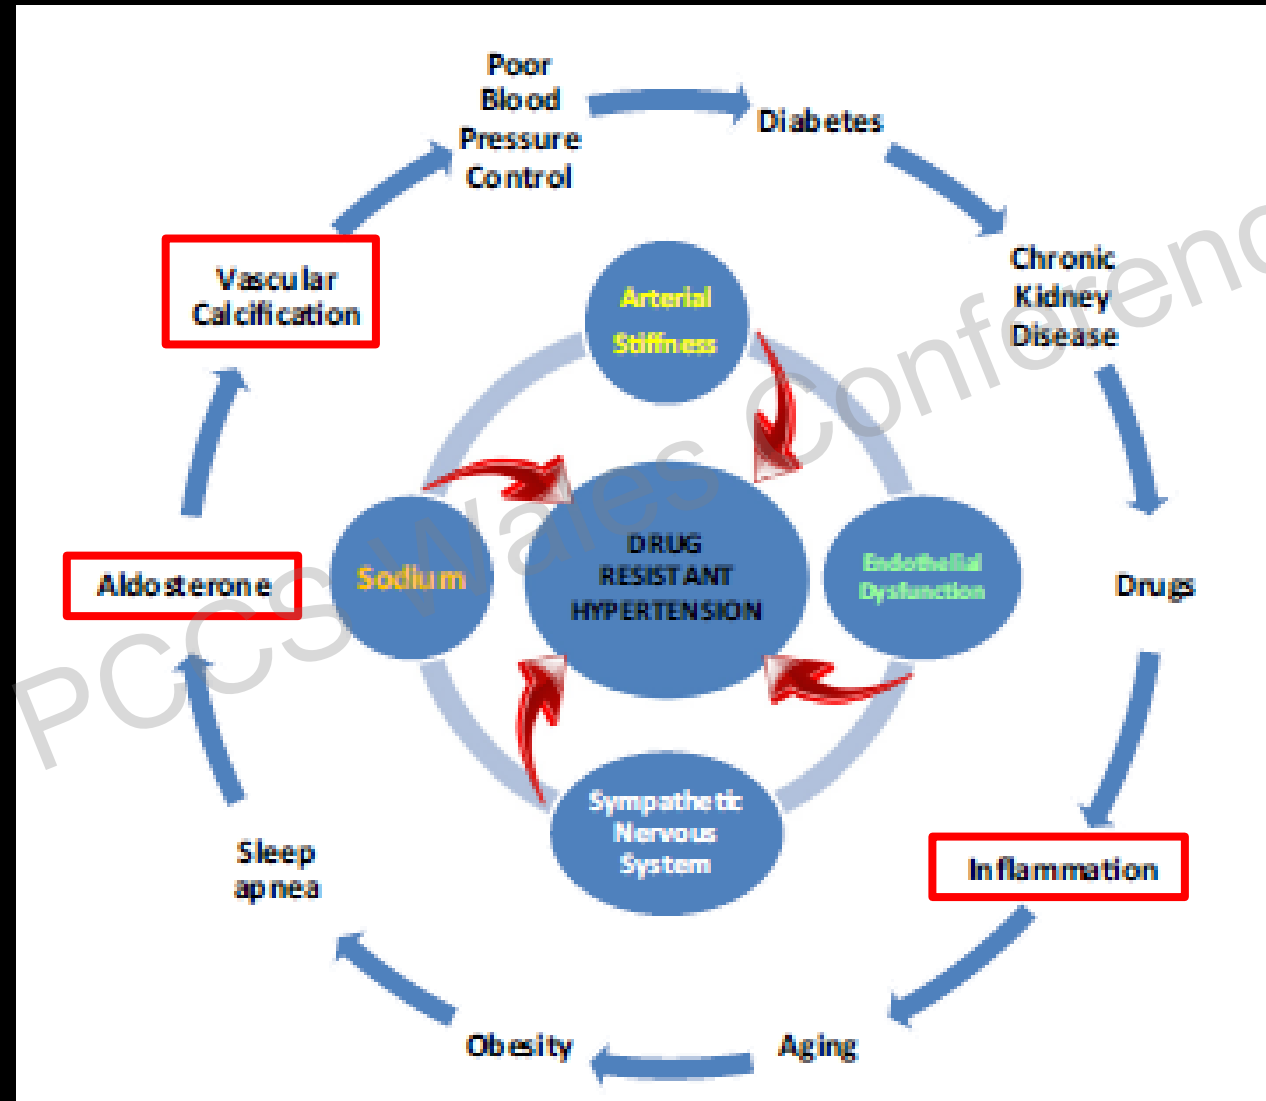 Poor
Blood
Pressure
Control
Diabetes
Chronic
Kidney
Disease
Drugs
Inflammation
Aging
Obesity
Sleep
apnea
Aldosterone
Vascular
Calcification
Arterial
Stiffness
Endothelial
Dysfunction
Sympathetic
Nervous
System
Sodium
DRUG
RESISTANT
HYPERTENSION
PCCS Wales Conferenc